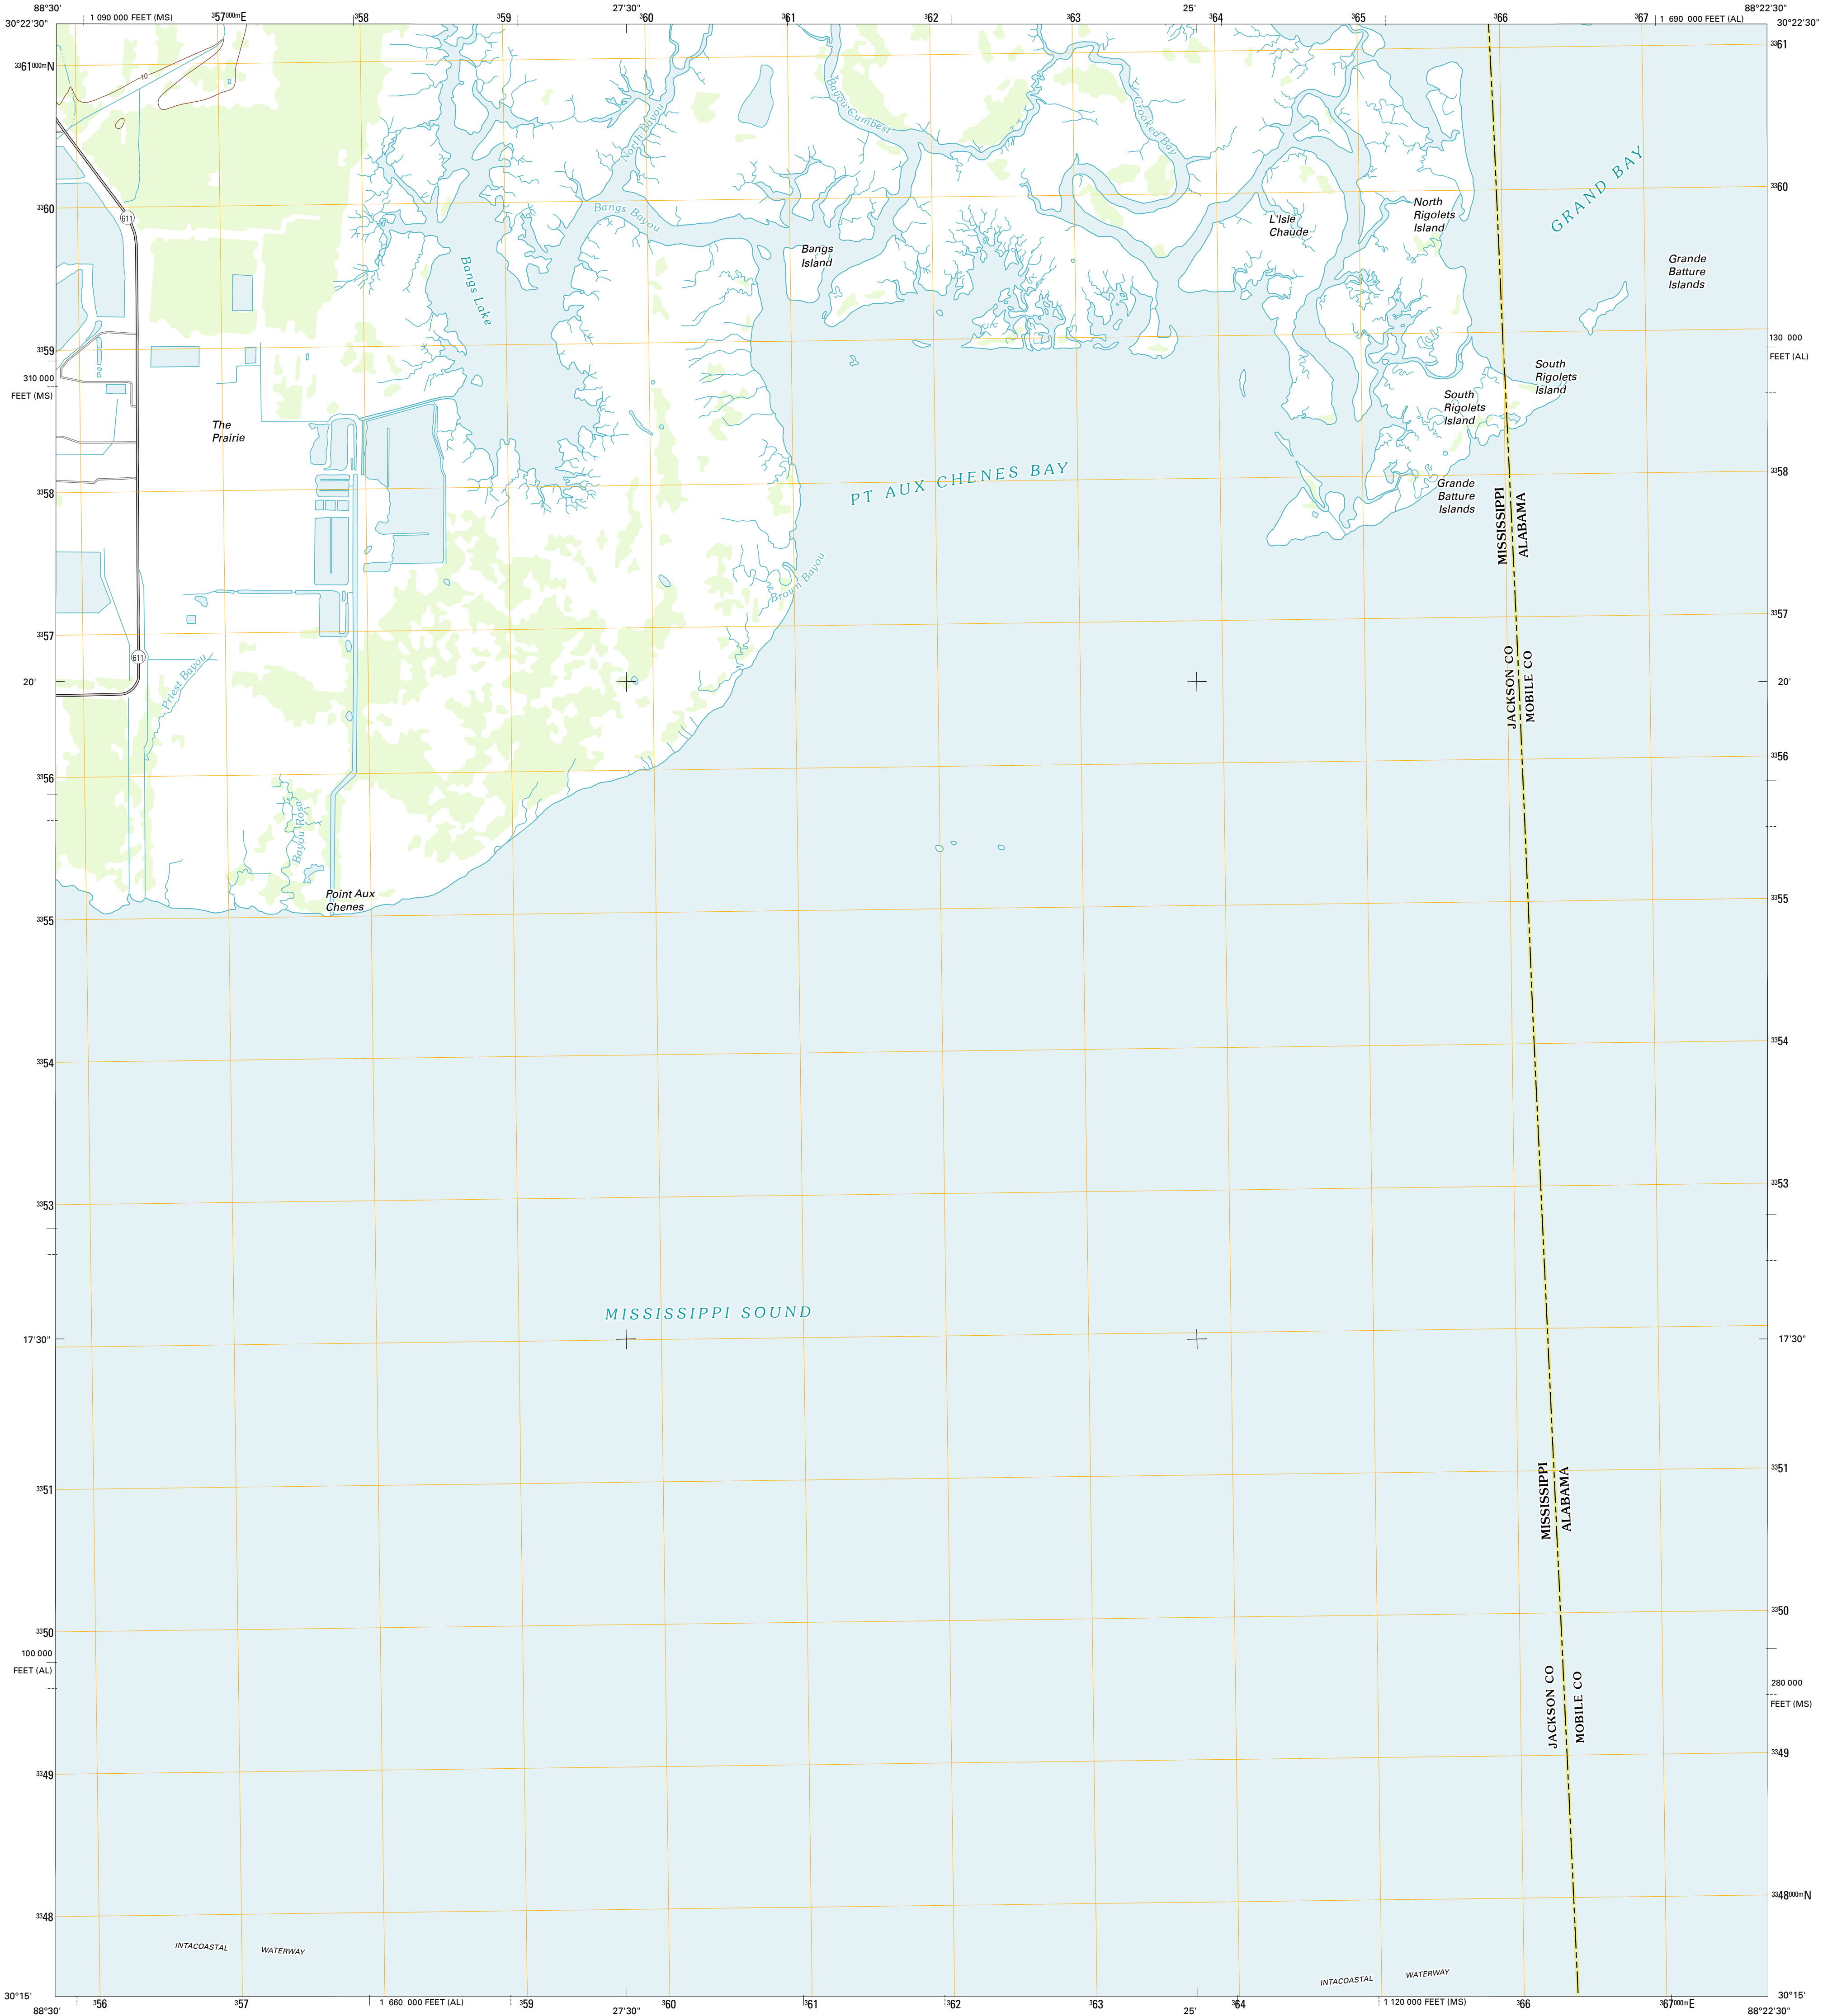 88°30'
1 090 000 FEET (MS)
357000mE
358
359
27'30"
360
361
362
363
25'
364
365
366
367
1 690 000 FEET (AL)
88°22'30"
30°22'30"
30°22'30"
3361000mN
3361
10
North Bayou
Bayou Cumbest
Crooked Bay
GRAND BAY
3360
3360
611
Bangs Bayou
L'Isle
Chaude
North
Rigolets
Island
Bangs
Island
Bangs Lake
Grande
Batture
Islands
3359
130 000
FEET (AL)
310 000
FEET (MS)
South
Rigolets
Island
South
Rigolets
Island
The
Prairie
PT AUX CHENES BAY
3358
3358
Grande
Batture
Islands
MISSISSIPPI
ALABAMA
Brown Bayou
3357
3357
611
Priest Bayou
20'
20'
JACKSON CO
MOBILE CO
3356
3356
Bayou Rosa
Point Aux
Chenes
3355
3355
3354
3354
3353
3353
MISSISSIPPI SOUND
17'30"
17'30"
3351
3351
MISSISSIPPI
ALABAMA
3350
3350
100 000
FEET (AL)
280 000
FEET (MS)
JACKSON CO
MOBILE CO
3349
3349
3348
3348000mN
INTACOASTAL WATERWAY
INTACOASTAL WATERWAY
30°15'
30°15'
88°30'
356
357
1 660 000 FEET (AL)
359
27'30"
360
361
362
363
25'
364
1 120 000 FEET (MS)
366
367000mE
88°22'30"